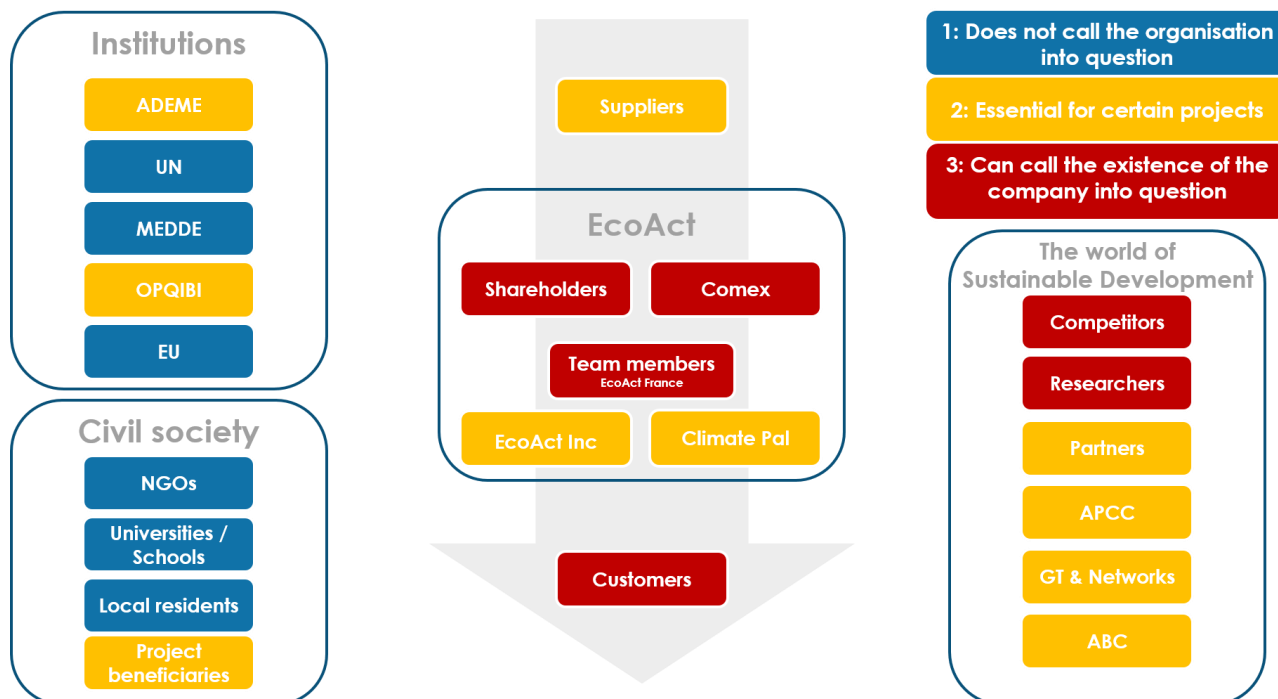 Institutions
ADEME
UN
MEDDE
OPQIBI
EU
Civil society
NGOs
Universities /
Schools
Local residents
Project
beneficiaries
Suppliers
EcoAct
Shareholders
Comex
Team members
EcoAct France
EcoAct Inc
Climate Pal
Customers
1: Does not call the organisation
into question
2: Essential for certain projects
3: Can call the existence of the
company into question
The world of
Sustainable Development
Competitors
Researchers
Partners
APCC
GT & Networks
ABC